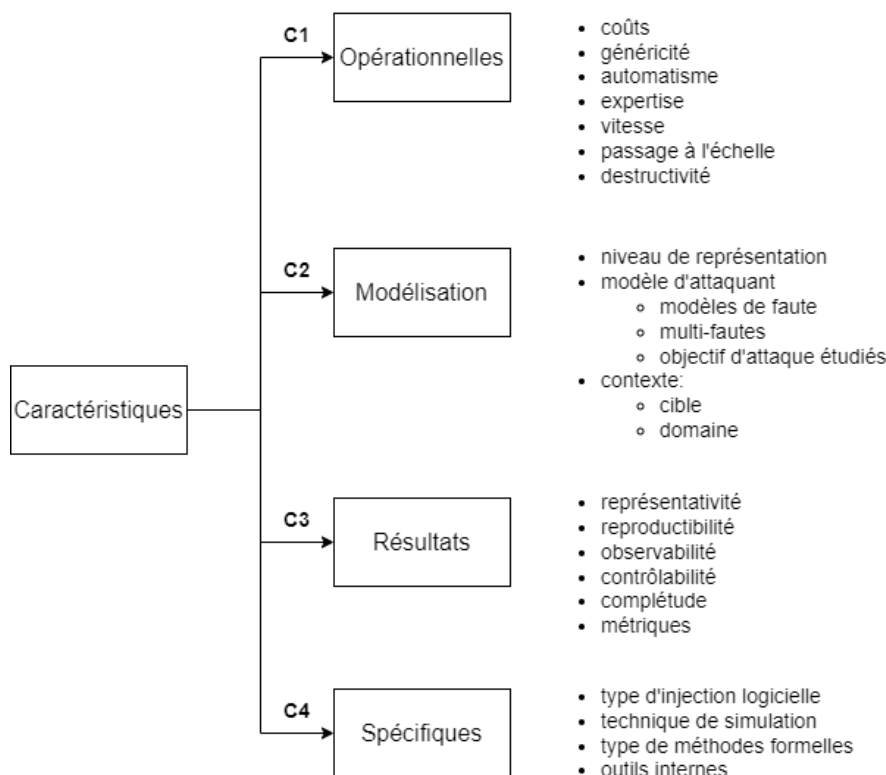 C1
Opérationnelles
• coûts
• généricité
• automatisme
• expertise
• vitesse
• passage à l'échelle
• destructivité
C2
Modélisation
• niveau de représentation
• modèle d'attaquant
◦ modèles de faute
◦ multi-fautes
◦ objectif d'attaque étudiés
• contexte:
◦ cible
◦ domaine
Caractéristiques
C3
Résultats
• représentativité
• reproductibilité
• observabilité
• contrôlabilité
• complétude
• métriques
C4
Spécifiques
• type d'injection logicielle
• technique de simulation
• type de méthodes formelles
• outils internes